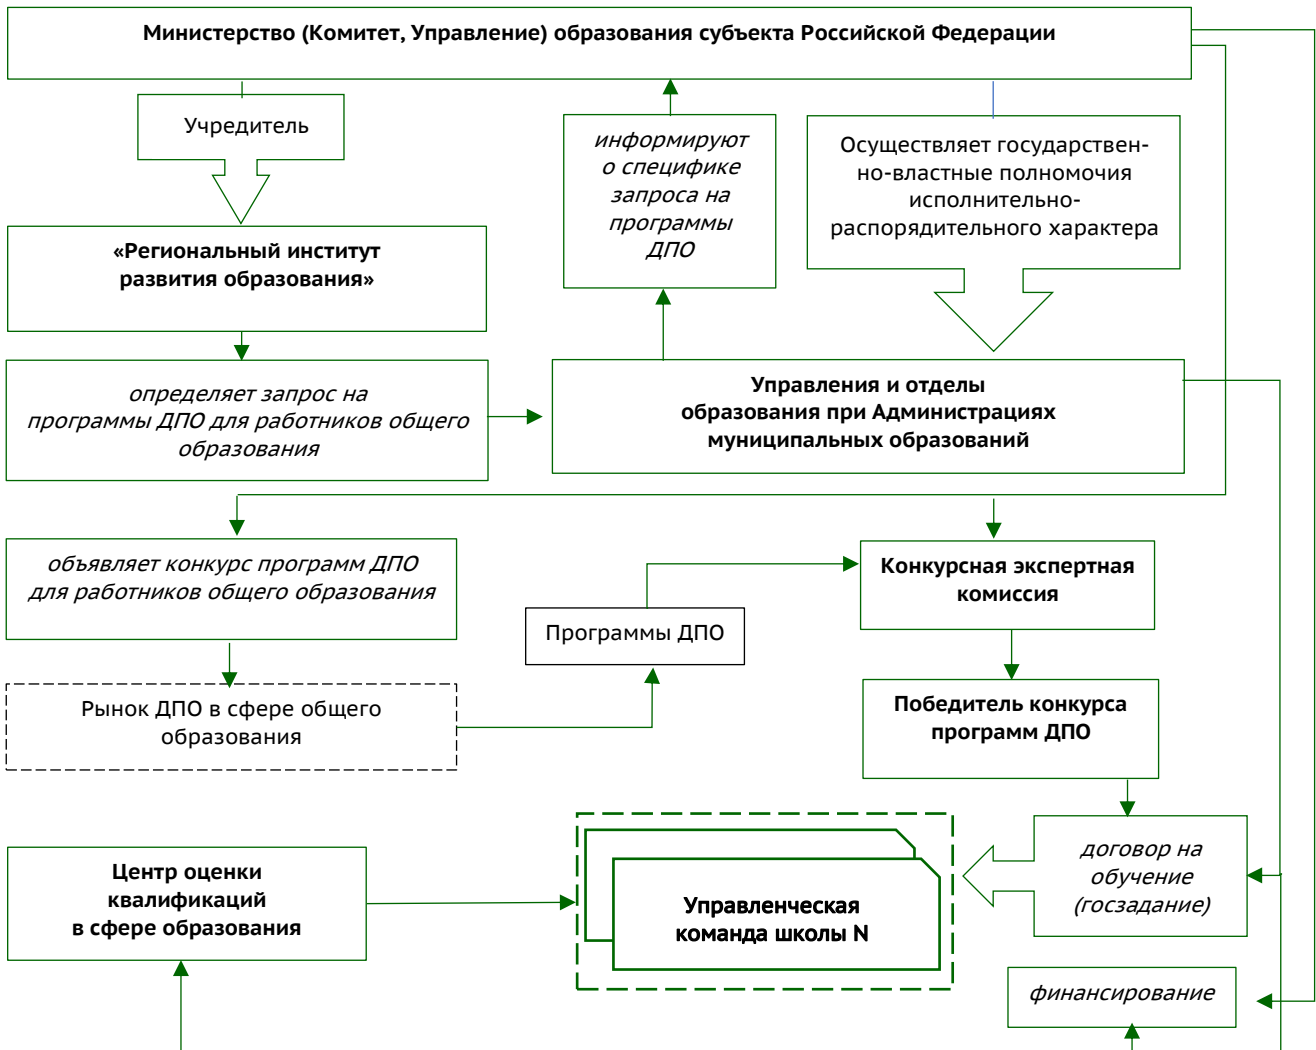 Министерство (Комитет, Управление) образования субъекта Российской Федерации
Учредитель
информируют
о специфике
запроса на
программы
ДПО
Осуществляет государствен-
но-властные полномочия
исполнительно-
распорядительного характера
«Региональный институт
развития образования»
определяет запрос на
программы ДПО для работников общего
образования
Управления и отделы
образования при Администрациях
муниципальных образований
объявляет конкурс программ ДПО
для работников общего образования
Конкурсная экспертная
комиссия
Программы ДПО
Рынок ДПО в сфере общего
образования
Победитель конкурса
программ ДПО
Центр оценки
квалификаций
в сфере образования
Управленческая
команда школы N
договор на
обучение
(госзадание)
финансирование